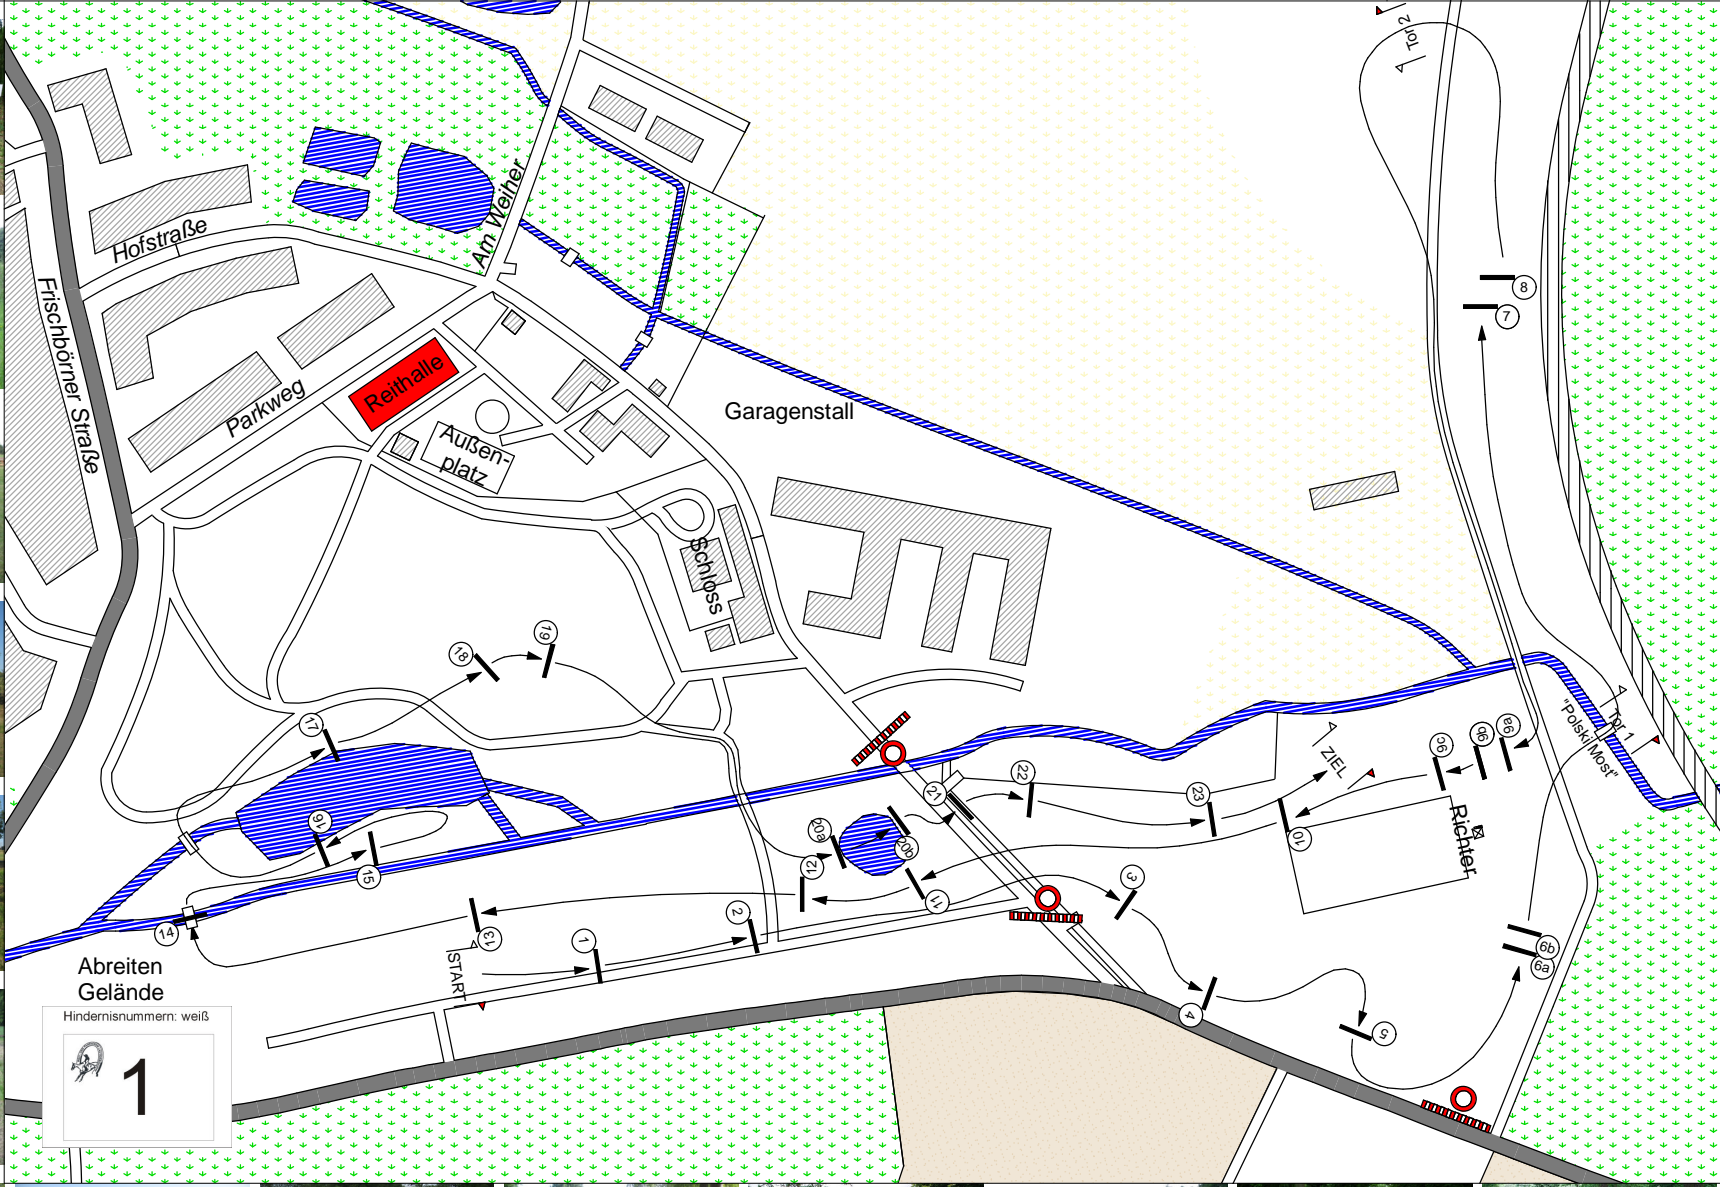 Tor 2
Am Weiher
Hofstraße
8
7
Frischbörner Straße
Reithalle
Parkweg
Garagenstall
Außen-
platz
Schloss
19
18
17
Tor 1
"Polski Most"
9a
9b
9c
ZIEL
22
21
23
10
Richter
16
15
20a
20b
12
11
3
2
1
13
14
START
6b
6a
4
5
Abreiten
Gelände
Hindernisnummern: weiß
1